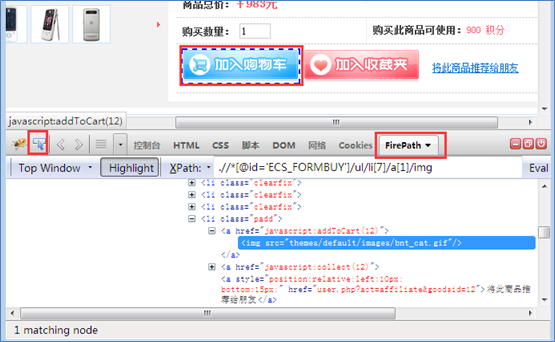 商品总价：￥983元
购买数量： 1
购买此商品可使用：900 积分
加入购物车
加入收藏夹
将此商品推荐给朋友
javascript:addToCart(12)
控制台 HTML CSS 脚本 DOM 网络 Cookies FirePath
Top Window Highlight XPath: .//*[@id='ECS_FORMBUY']/ul/li[7]/a[1]/img Eval
<li class="clearfix">
<li class="clearfix">
<li class="clearfix">
<li class="padd">
<a href="javascript:addToCart(12)">
<img src="themes/default/images/bnt_cat.gif"/>
</a>
<a href="javascript:collect(12)">
<a style="position:relative;left:10px;
bottom:15px;" href="user.php?act=affiliate&goodsid=12">将此商品推
荐给朋友</a>
1 matching node